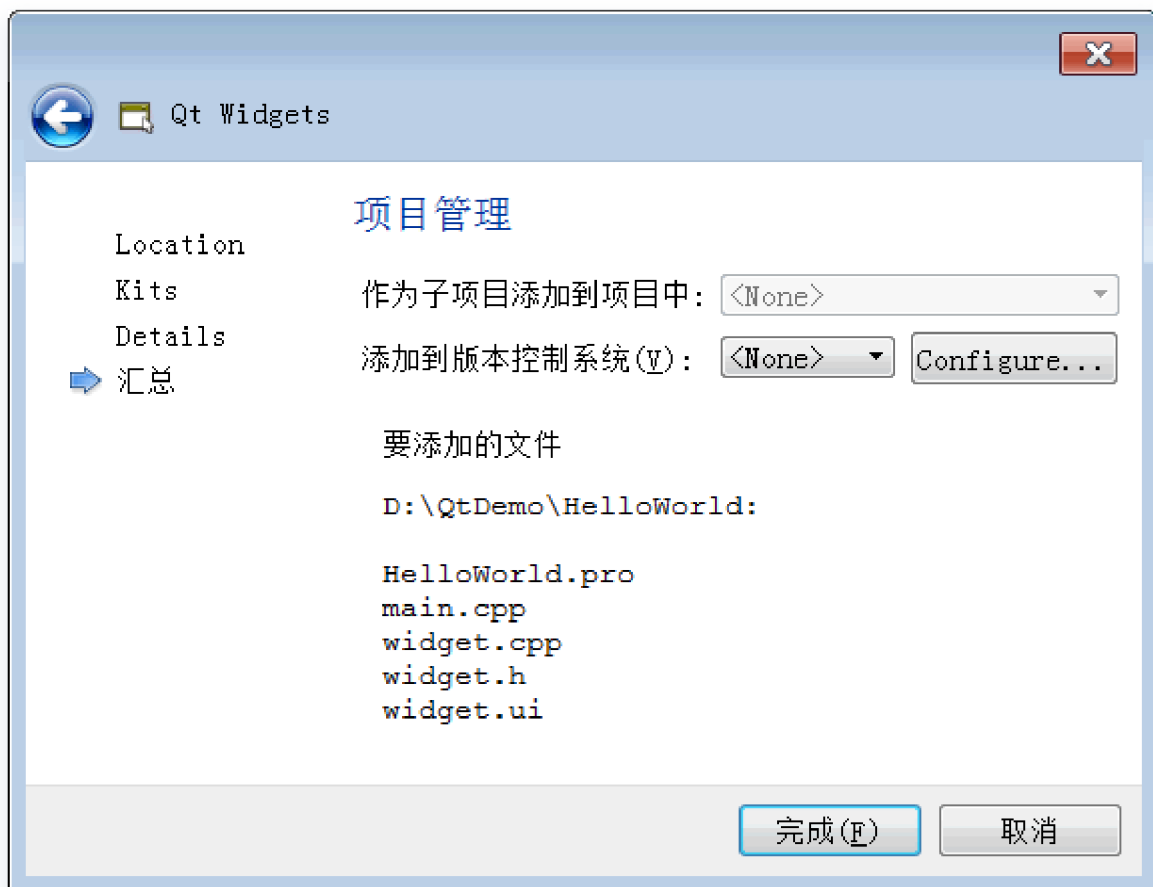 Qt Widgets
Location
Kits
Details
汇总
项目管理
作为子项目添加到项目中: <None>
添加到版本控制系统(V): <None> Configure...
要添加的文件
D:\QtDemo\HelloWorld:
HelloWorld.pro
main.cpp
widget.cpp
widget.h
widget.ui
完成(F) 取消